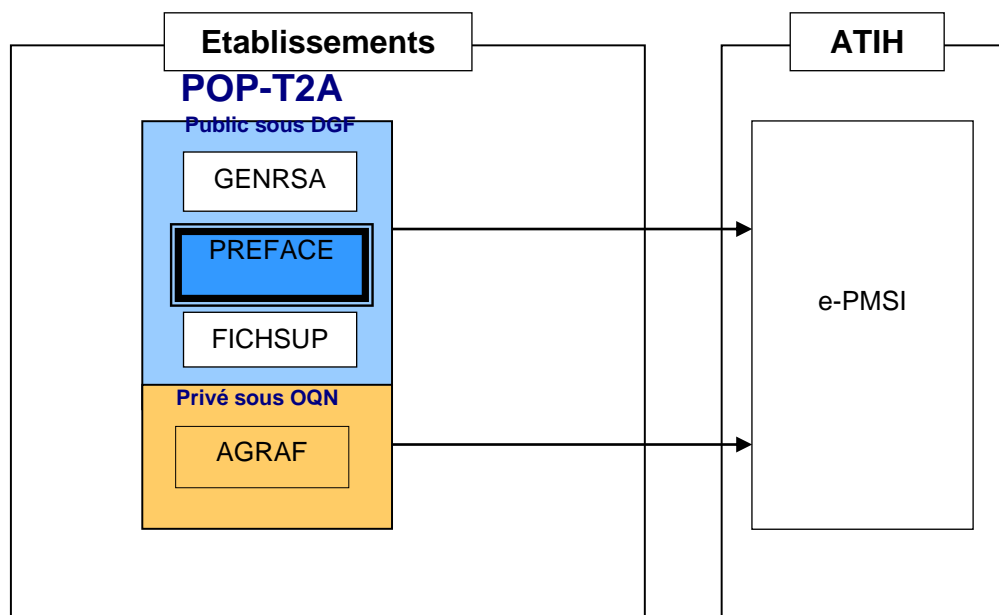 Etablissements
ATIH
POP-T2A
Public sous DGF
GENRSA
PREFACE
FICHSUP
e-PMSI
Privé sous OQN
AGRAF